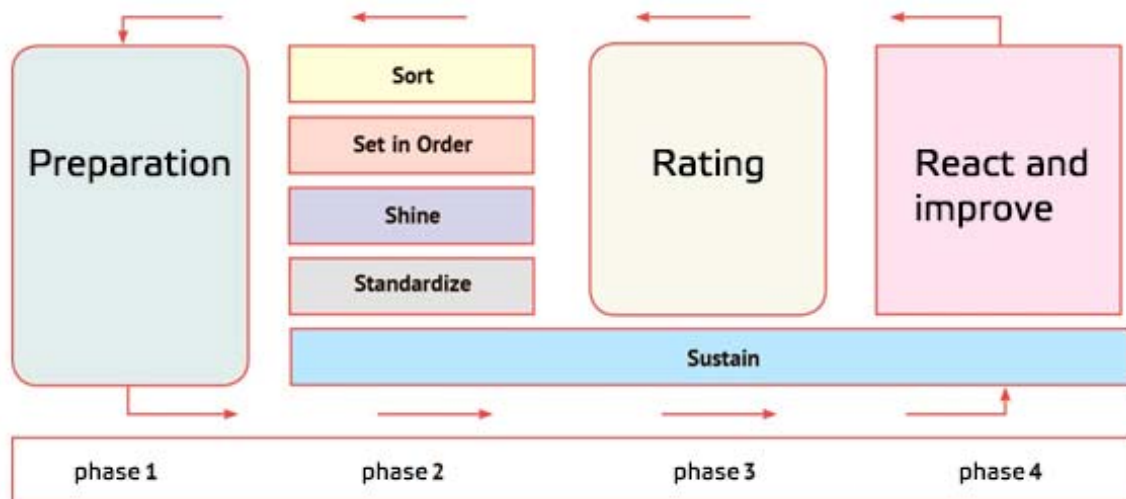 Preparation
Sort
Set in Order
Shine
Standardize
Rating
React and
improve
Sustain
phase 1
phase 2
phase 3
phase 4